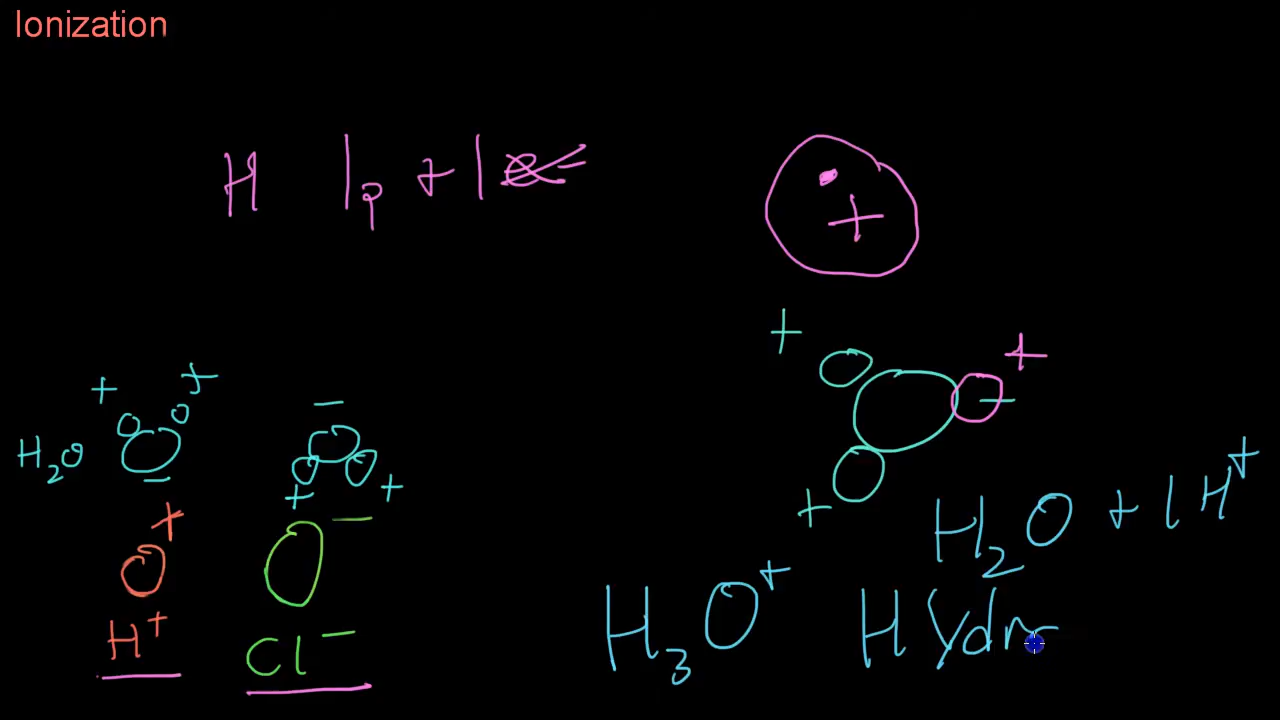 Ionization
H 1p + 1e-
+
+ + +
+ + -
H2O - - + +
+ -
H2O + 1H+
H+ Cl- H3O+ Hydr